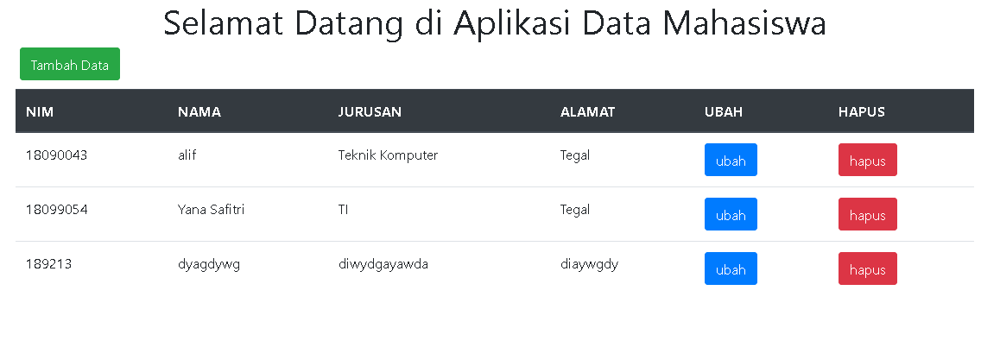 Selamat Datang di Aplikasi Data Mahasiswa
Tambah Data
NIM NAMA JURUSAN ALAMAT UBAH HAPUS
18090043 alif Teknik Komputer Tegal ubah hapus
18099054 Yana Safitri TI Tegal ubah hapus
189213 dyagdywg diwydgayawda diaywgdy ubah hapus